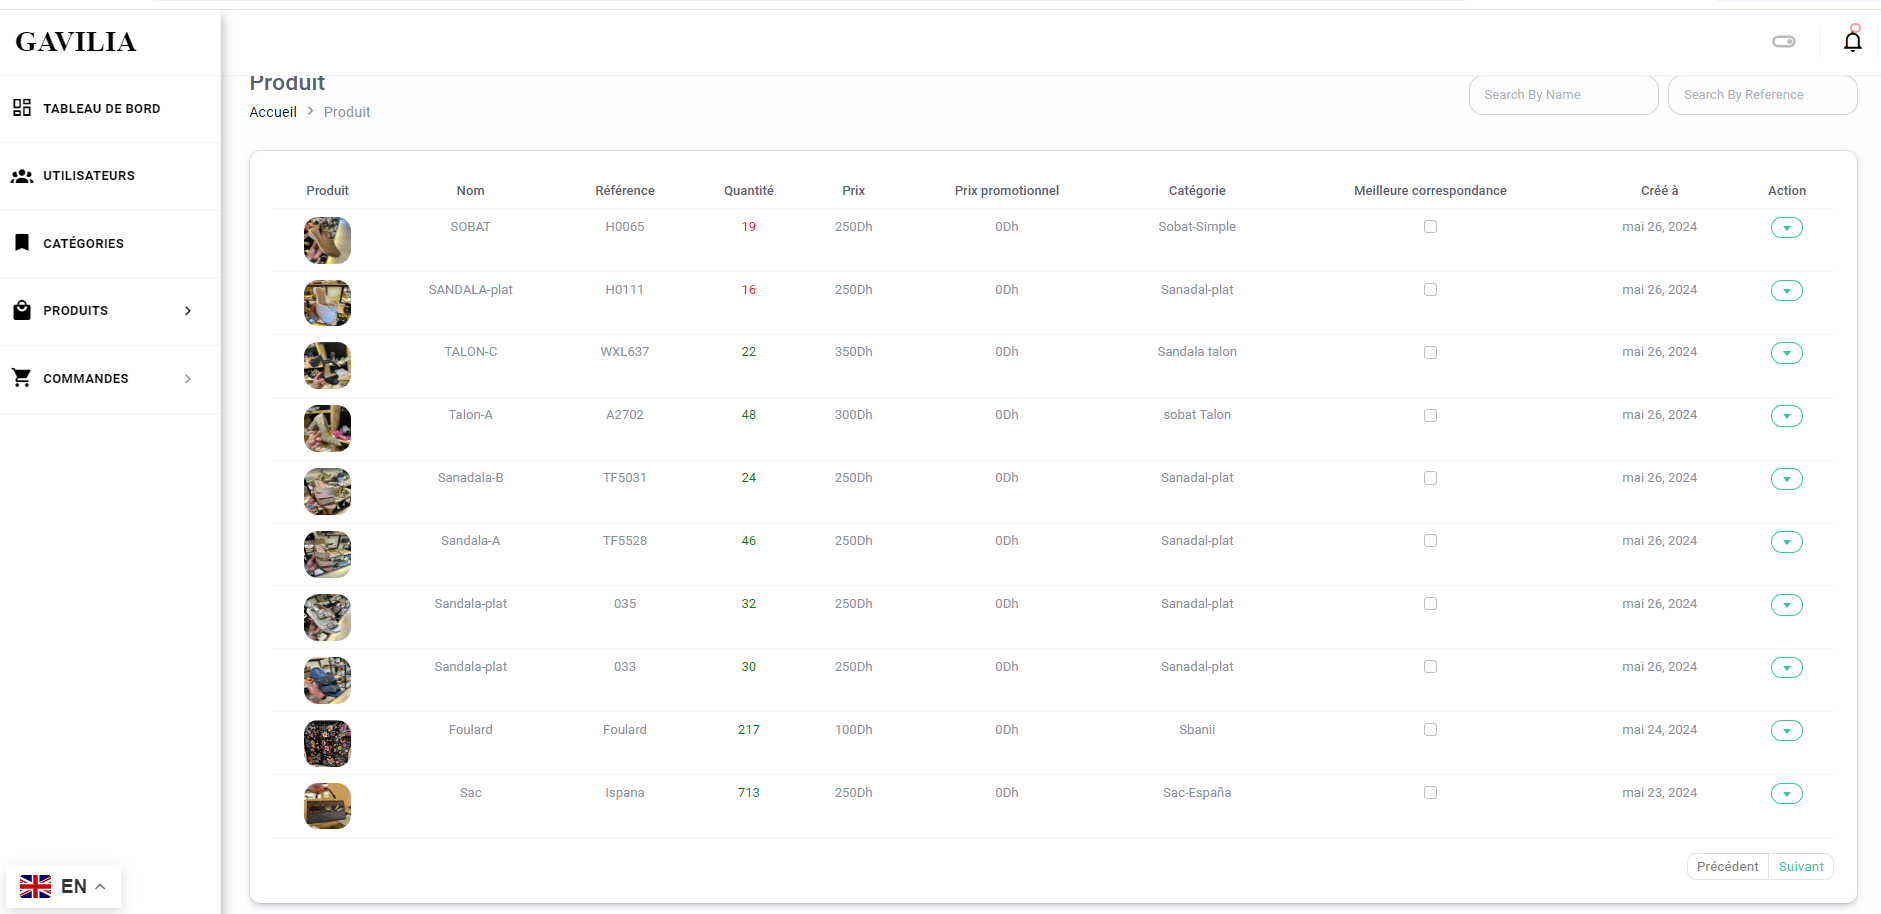 GAVILIA
TABLEAU DE BORD
UTILISATEURS
CATÉGORIES
PRODUITS
COMMANDES
EN
Produit
Accueil > Produit
Search By Name
Search By Reference
Produit Nom Référence Quantité Prix Prix promotionnel Catégorie Meilleure correspondance Créé à Action
SOBAT H0065 19 250Dh 0Dh Sobat-Simple mai 26, 2024
SANDALA-plat H0111 16 250Dh 0Dh Sanadal-plat mai 26, 2024
TALON-C WXL637 22 350Dh 0Dh Sandala talon mai 26, 2024
Talon-A A2702 48 300Dh 0Dh sobat Talon mai 26, 2024
Sanadala-B TF5031 24 250Dh 0Dh Sanadal-plat mai 26, 2024
Sandala-A TF5528 46 250Dh 0Dh Sanadal-plat mai 26, 2024
Sandala-plat 035 32 250Dh 0Dh Sanadal-plat mai 26, 2024
Sandala-plat 033 30 250Dh 0Dh Sanadal-plat mai 26, 2024
Foulard Foulard 217 100Dh 0Dh Sbanii mai 24, 2024
Sac Ispana 713 250Dh 0Dh Sac-España mai 23, 2024
Précédent Suivant